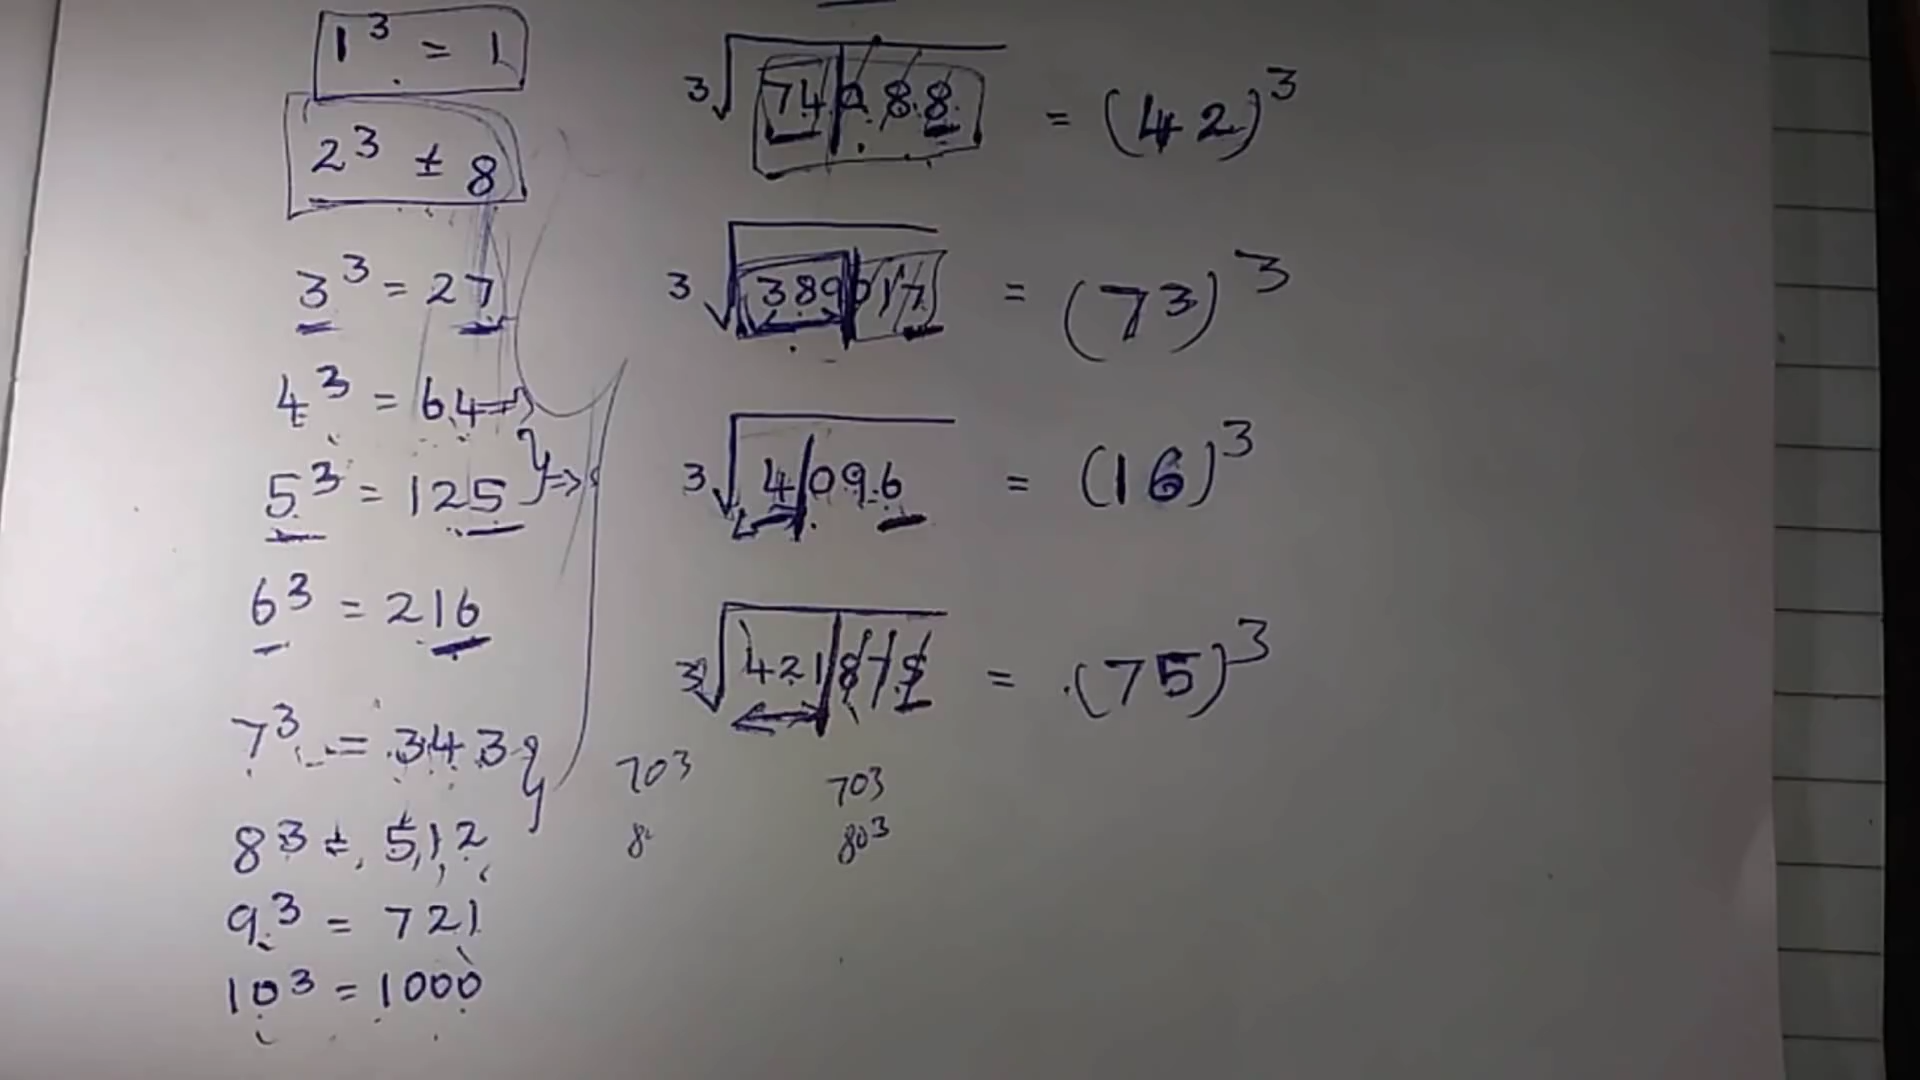 1³ = 1
2³ = 8
3³ = 27
4³ = 64
5³ = 125
6³ = 216
7³ = 343
8³ = 512
9³ = 721
10³ = 1000
³√74088 = (42)³
³√389017 = (73)³
³√4096 = (16)³
³√421875 = (75)³
703
8
703
803